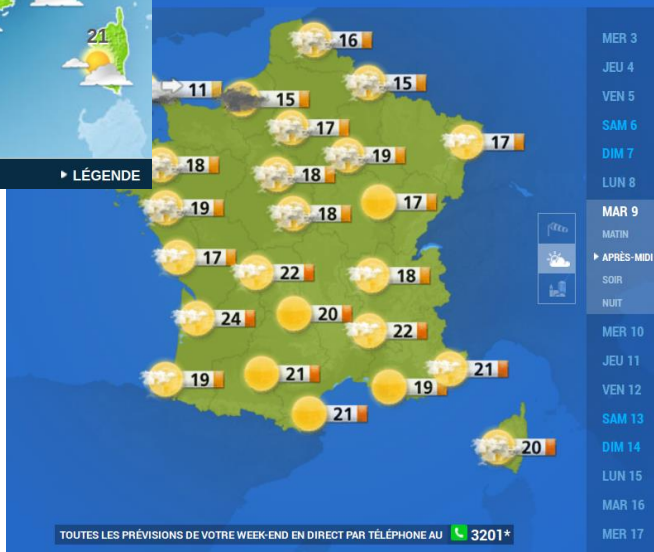 21
LÉGENDE
16
11
15
15
17
17
19
18
18
19
18
17
17
22
18
24
20
22
19
21
19
21
21
20
MER 3
JEU 4
VEN 5
SAM 6
DIM 7
LUN 8
MAR 9
MATIN
APRÈS-MIDI
SOIR
NUIT
MER 10
JEU 11
VEN 12
SAM 13
DIM 14
LUN 15
MAR 16
MER 17
TOUTES LES PRÉVISIONS DE VOTRE WEEK-END EN DIRECT PAR TÉLÉPHONE AU 3201*